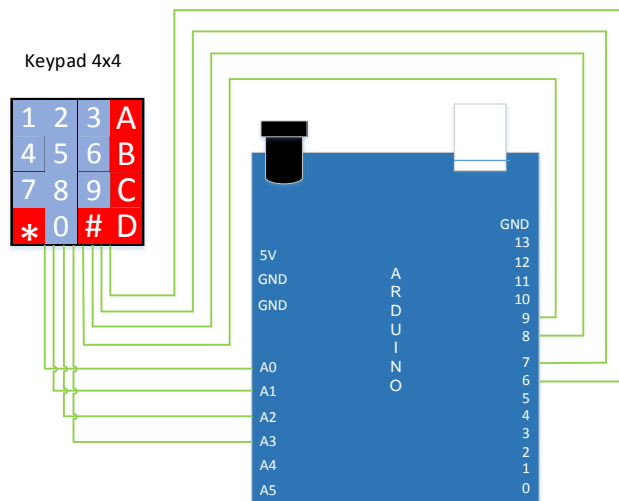 Keypad 4x4
1 2 3 A
4 5 6 B
7 8 9 C
* 0 # D
5V
GND
GND
A0
A1
A2
A3
A4
A5
ARDUINO
GND
13
12
11
10
9
8
7
6
5
4
3
2
1
0